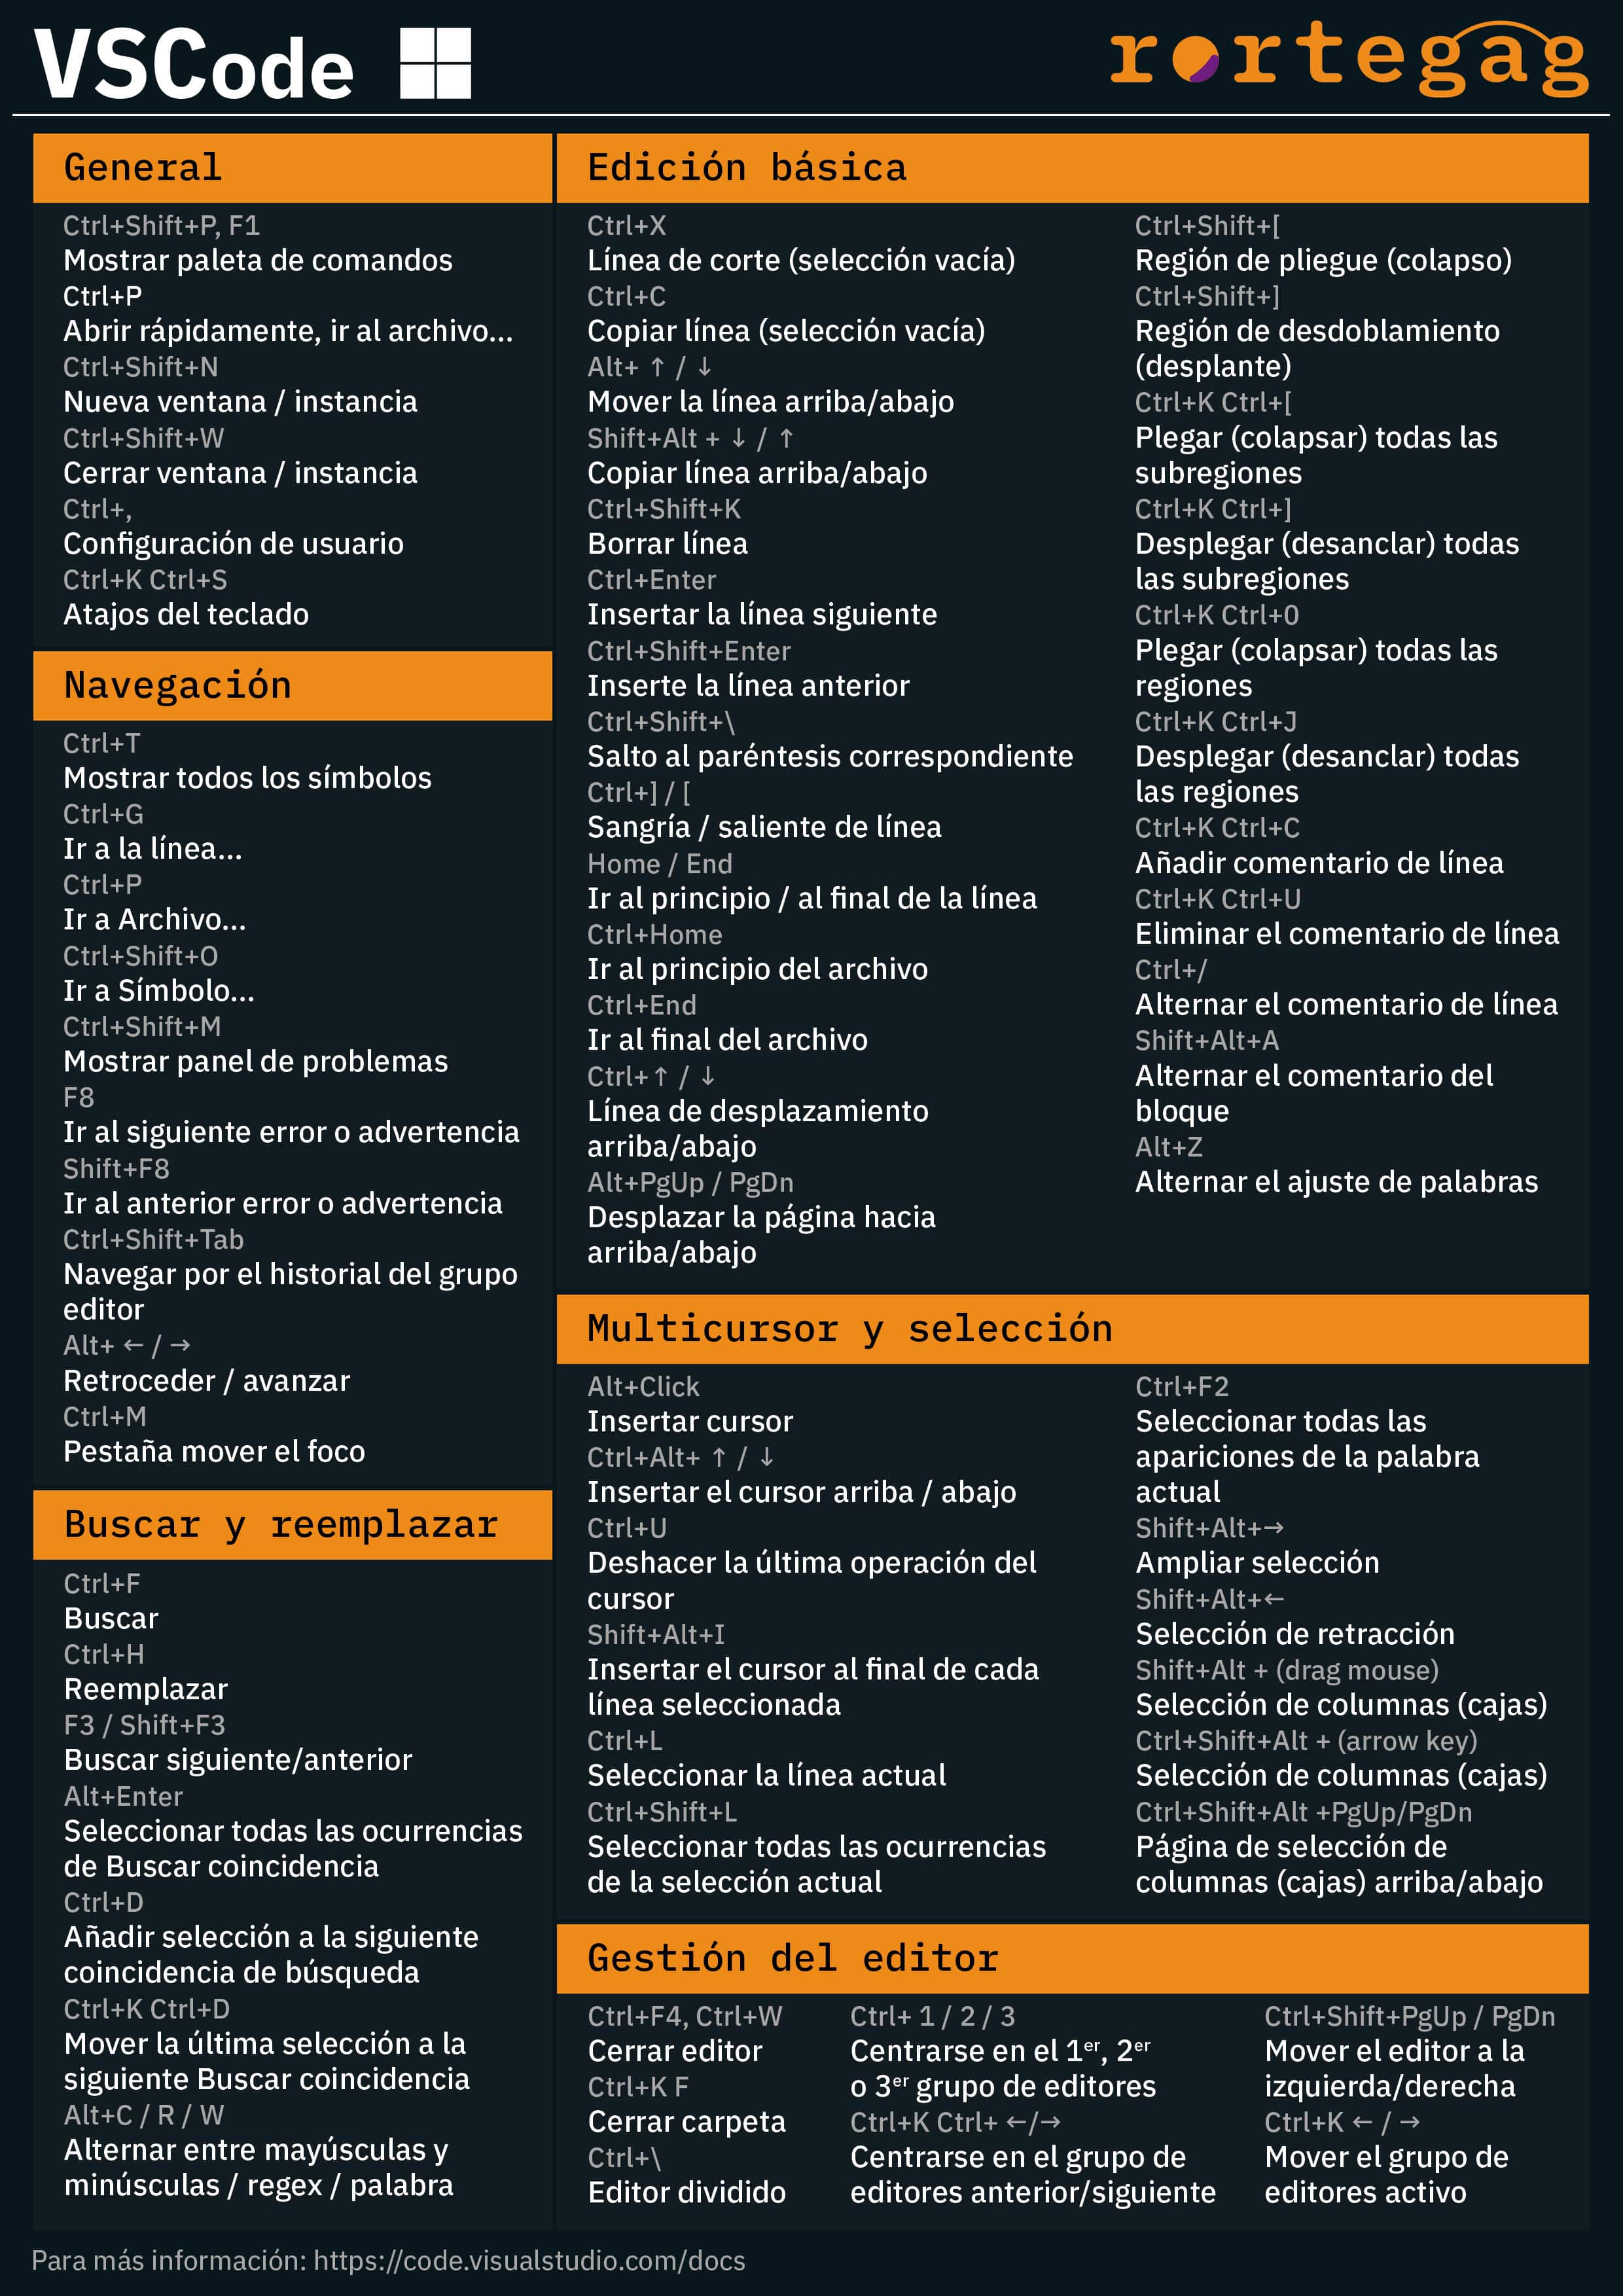 VSCode
rortegag
General
Ctrl+Shift+P, F1
Mostrar paleta de comandos
Ctrl+P
Abrir rápidamente, ir al archivo...
Ctrl+Shift+N
Nueva ventana / instancia
Ctrl+Shift+W
Cerrar ventana / instancia
Ctrl+,
Configuración de usuario
Ctrl+K Ctrl+S
Atajos del teclado
Navegación
Ctrl+T
Mostrar todos los símbolos
Ctrl+G
Ir a la línea...
Ctrl+P
Ir a Archivo...
Ctrl+Shift+O
Ir a Símbolo...
Ctrl+Shift+M
Mostrar panel de problemas
F8
Ir al siguiente error o advertencia
Shift+F8
Ir al anterior error o advertencia
Ctrl+Shift+Tab
Navegar por el historial del grupo
editor
Alt+ ← / →
Retroceder / avanzar
Ctrl+M
Pestaña mover el foco
Buscar y reemplazar
Ctrl+F
Buscar
Ctrl+H
Reemplazar
F3 / Shift+F3
Buscar siguiente/anterior
Alt+Enter
Seleccionar todas las ocurrencias
de Buscar coincidencia
Ctrl+D
Añadir selección a la siguiente
coincidencia de búsqueda
Ctrl+K Ctrl+D
Mover la última selección a la
siguiente Buscar coincidencia
Alt+C / R / W
Alternar entre mayúsculas y
minúsculas / regex / palabra
Edición básica
Ctrl+X
Línea de corte (selección vacía)
Ctrl+C
Copiar línea (selección vacía)
Alt+ ↑ / ↓
Mover la línea arriba/abajo
Shift+Alt + ↓ / ↑
Copiar línea arriba/abajo
Ctrl+Shift+K
Borrar línea
Ctrl+Enter
Insertar la línea siguiente
Ctrl+Shift+Enter
Inserte la línea anterior
Ctrl+Shift+\
Salto al paréntesis correspondiente
Ctrl+] / [
Sangría / saliente de línea
Home / End
Ir al principio / al final de la línea
Ctrl+Home
Ir al principio del archivo
Ctrl+End
Ir al final del archivo
Ctrl+↑ / ↓
Línea de desplazamiento
arriba/abajo
Alt+PgUp / PgDn
Desplazar la página hacia
arriba/abajo
Ctrl+Shift+[
Región de pliegue (colapso)
Ctrl+Shift+]
Región de desdoblamiento
(desplante)
Ctrl+K Ctrl+[
Plegar (colapsar) todas las
subregiones
Ctrl+K Ctrl+]
Desplegar (desanclar) todas
las subregiones
Ctrl+K Ctrl+0
Plegar (colapsar) todas las
regiones
Ctrl+K Ctrl+J
Desplegar (desanclar) todas
las regiones
Ctrl+K Ctrl+C
Añadir comentario de línea
Ctrl+K Ctrl+U
Eliminar el comentario de línea
Ctrl+/
Alternar el comentario de línea
Shift+Alt+A
Alternar el comentario del
bloque
Alt+Z
Alternar el ajuste de palabras
Multicursor y selección
Alt+Click
Insertar cursor
Ctrl+Alt+ ↑ / ↓
Insertar el cursor arriba / abajo
Ctrl+U
Deshacer la última operación del
cursor
Shift+Alt+I
Insertar el cursor al final de cada
línea seleccionada
Ctrl+L
Seleccionar la línea actual
Ctrl+Shift+L
Seleccionar todas las ocurrencias
de la selección actual
Ctrl+F2
Seleccionar todas las
apariciones de la palabra
actual
Shift+Alt+→
Ampliar selección
Shift+Alt+←
Selección de retracción
Shift+Alt + (drag mouse)
Selección de columnas (cajas)
Ctrl+Shift+Alt + (arrow key)
Selección de columnas (cajas)
Ctrl+Shift+Alt +PgUp/PgDn
Página de selección de
columnas (cajas) arriba/abajo
Gestión del editor
Ctrl+F4, Ctrl+W
Cerrar editor
Ctrl+K F
Cerrar carpeta
Ctrl+\
Editor dividido
Ctrl+ 1 / 2 / 3
Centrarse en el 1er, 2er
o 3er grupo de editores
Ctrl+K Ctrl+ ←/→
Centrarse en el grupo de
editores anterior/siguiente
Ctrl+Shift+PgUp / PgDn
Mover el editor a la
izquierda/derecha
Ctrl+K ← / →
Mover el grupo de
editores activo
Para más información: https://code.visualstudio.com/docs